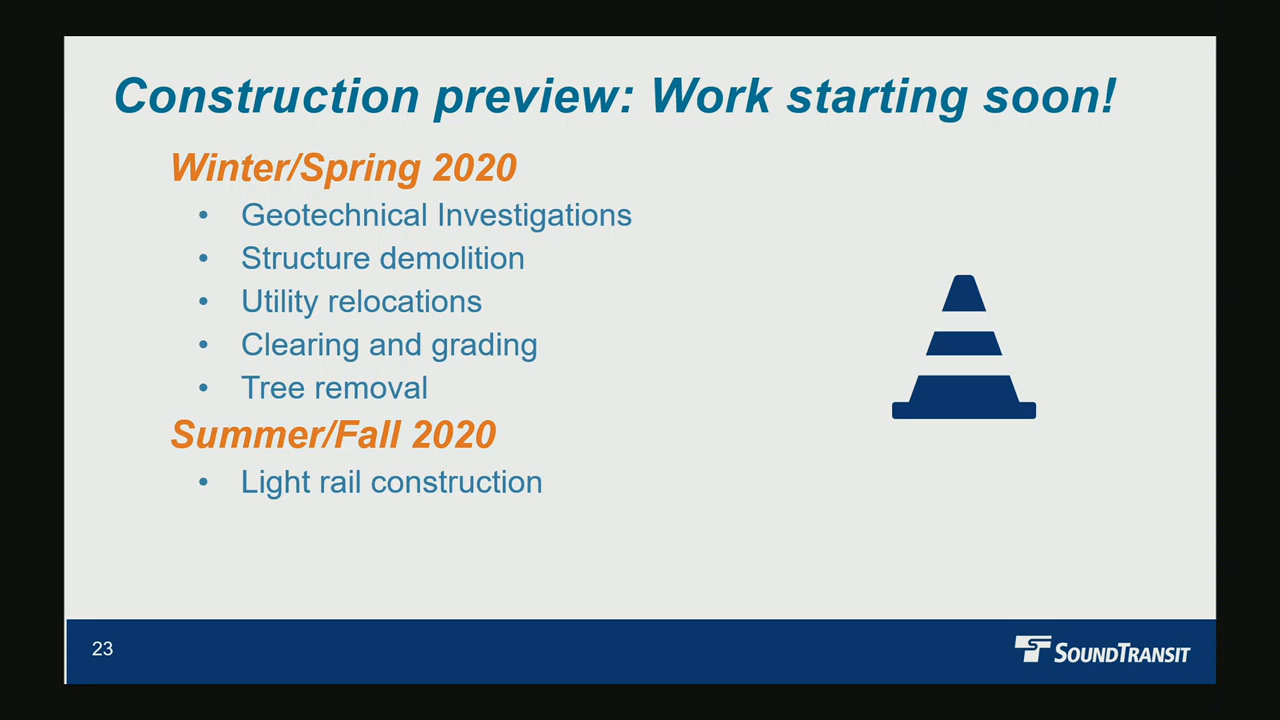 Construction preview: Work starting soon!
Winter/Spring 2020
• Geotechnical Investigations
• Structure demolition
• Utility relocations
• Clearing and grading
• Tree removal
Summer/Fall 2020
• Light rail construction
23
SOUNDTRANSIT